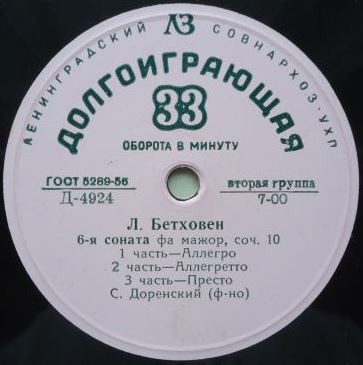 ЛЗ
ЛЕНИНГРАДСКИЙ СОВНАРХОЗ-УХП
ДОЛГОИГРАЮЩАЯ
33
ОБОРОТА В МИНУТУ
ГОСТ 5289-56
вторая группа
Д-4924
7-00
Л. Бетховен
6-я соната фа мажор, соч. 10
1 часть—Аллегро
2 часть—Аллегретто
3 часть—Престо
С. Доренский (ф-но)